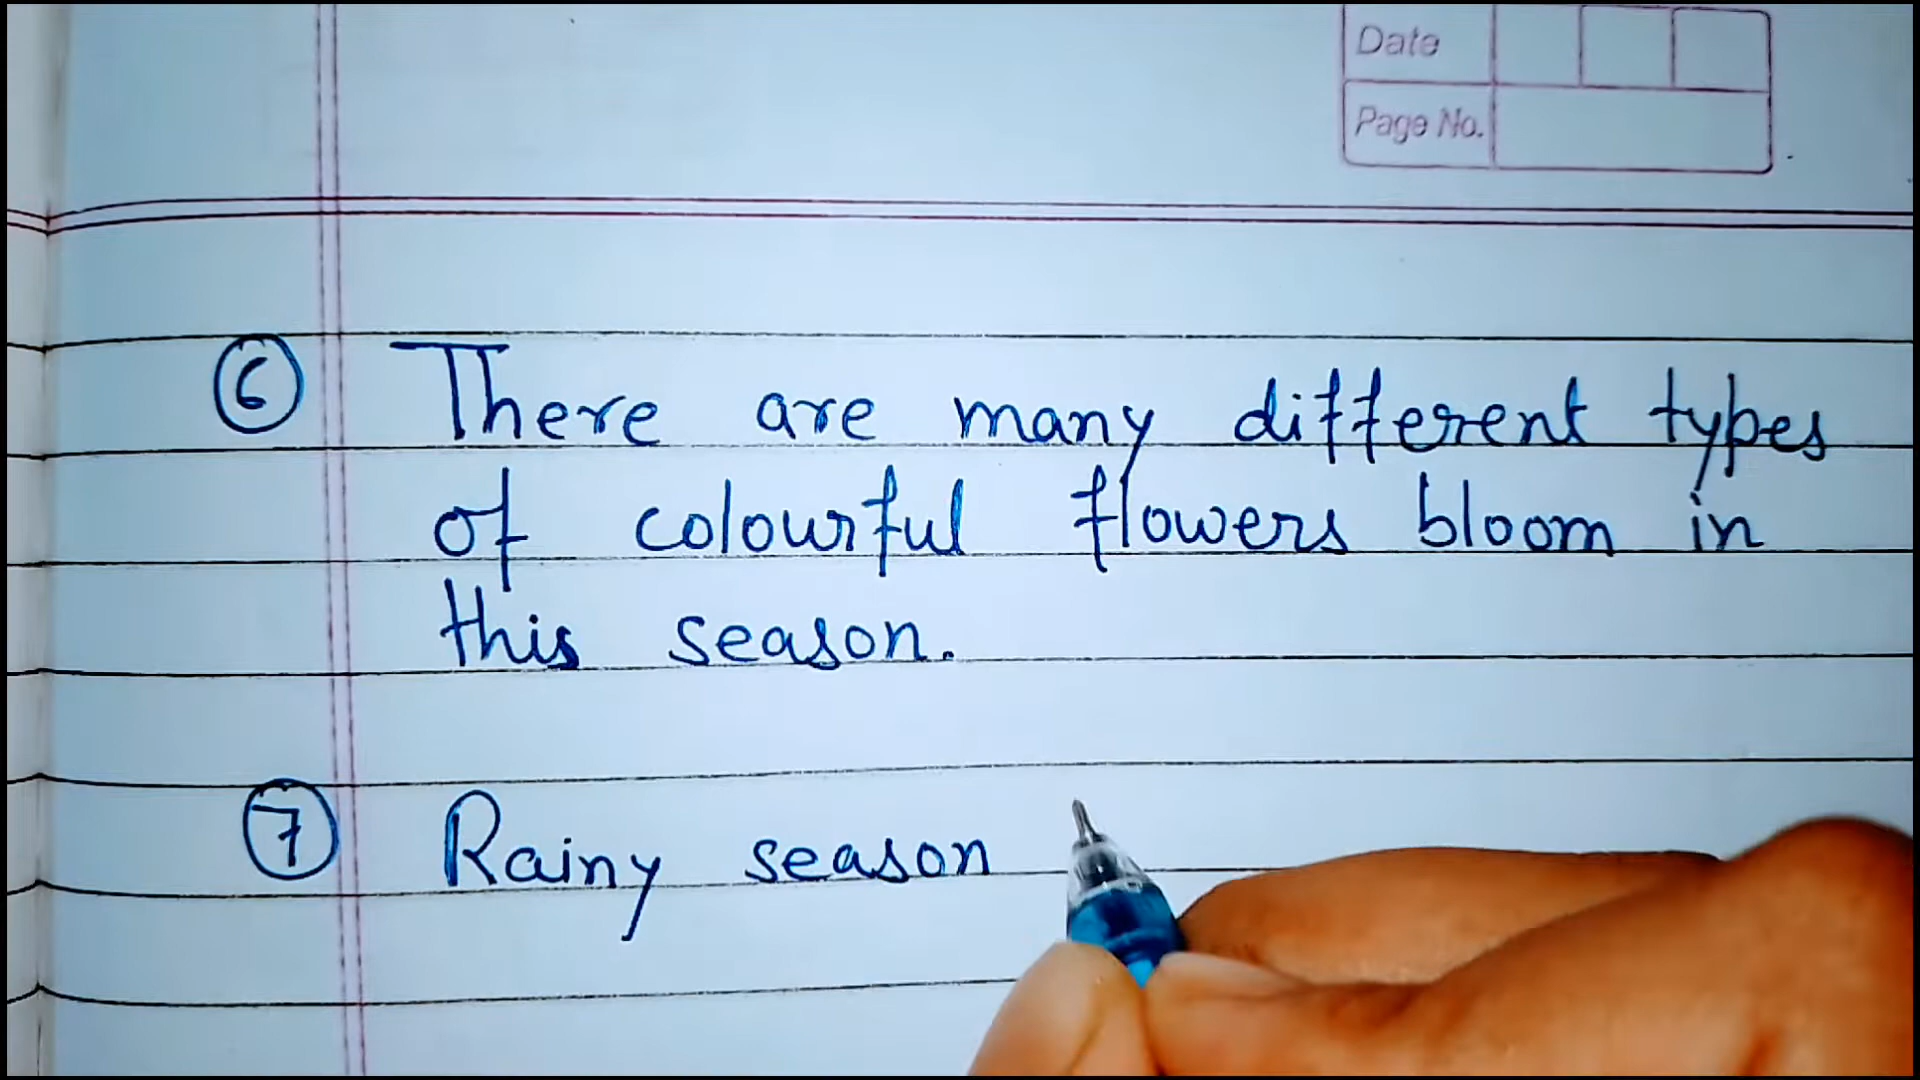 Date
Page No.
6 There are many different types
of colourful flowers bloom in
this season.
7 Rainy season